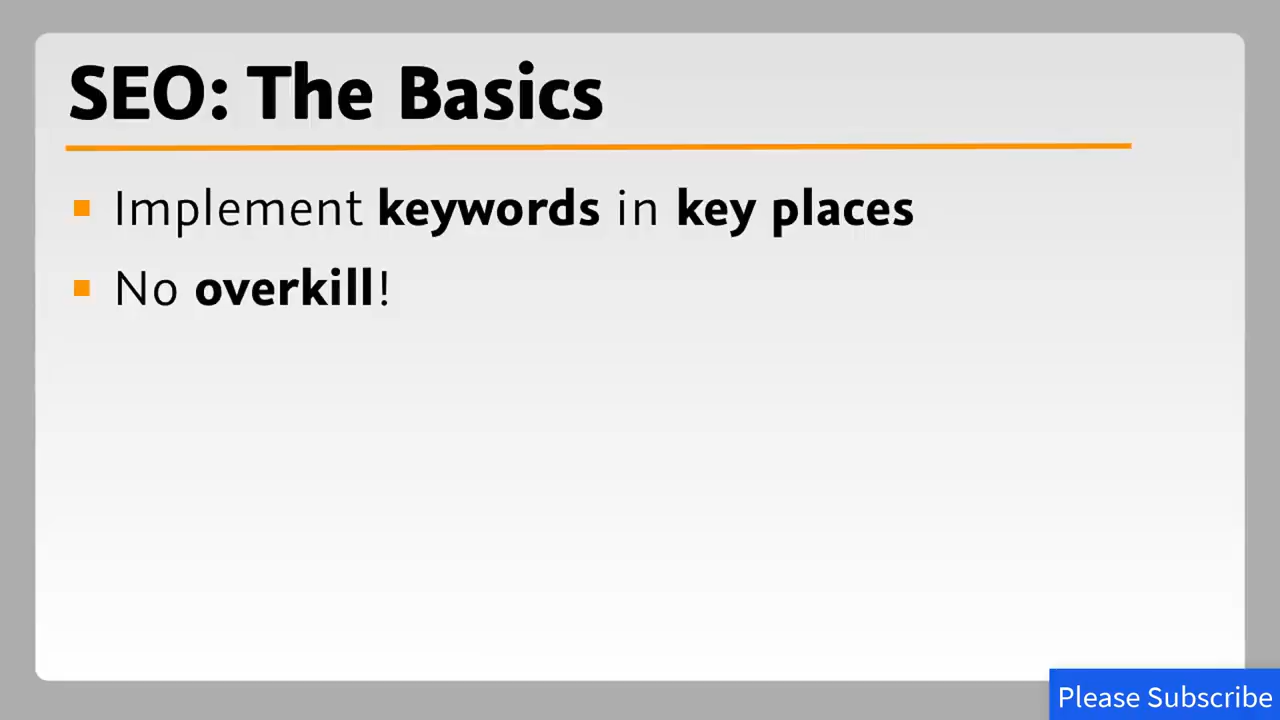 SEO: The Basics
Implement keywords in key places
No overkill!
Please Subscribe